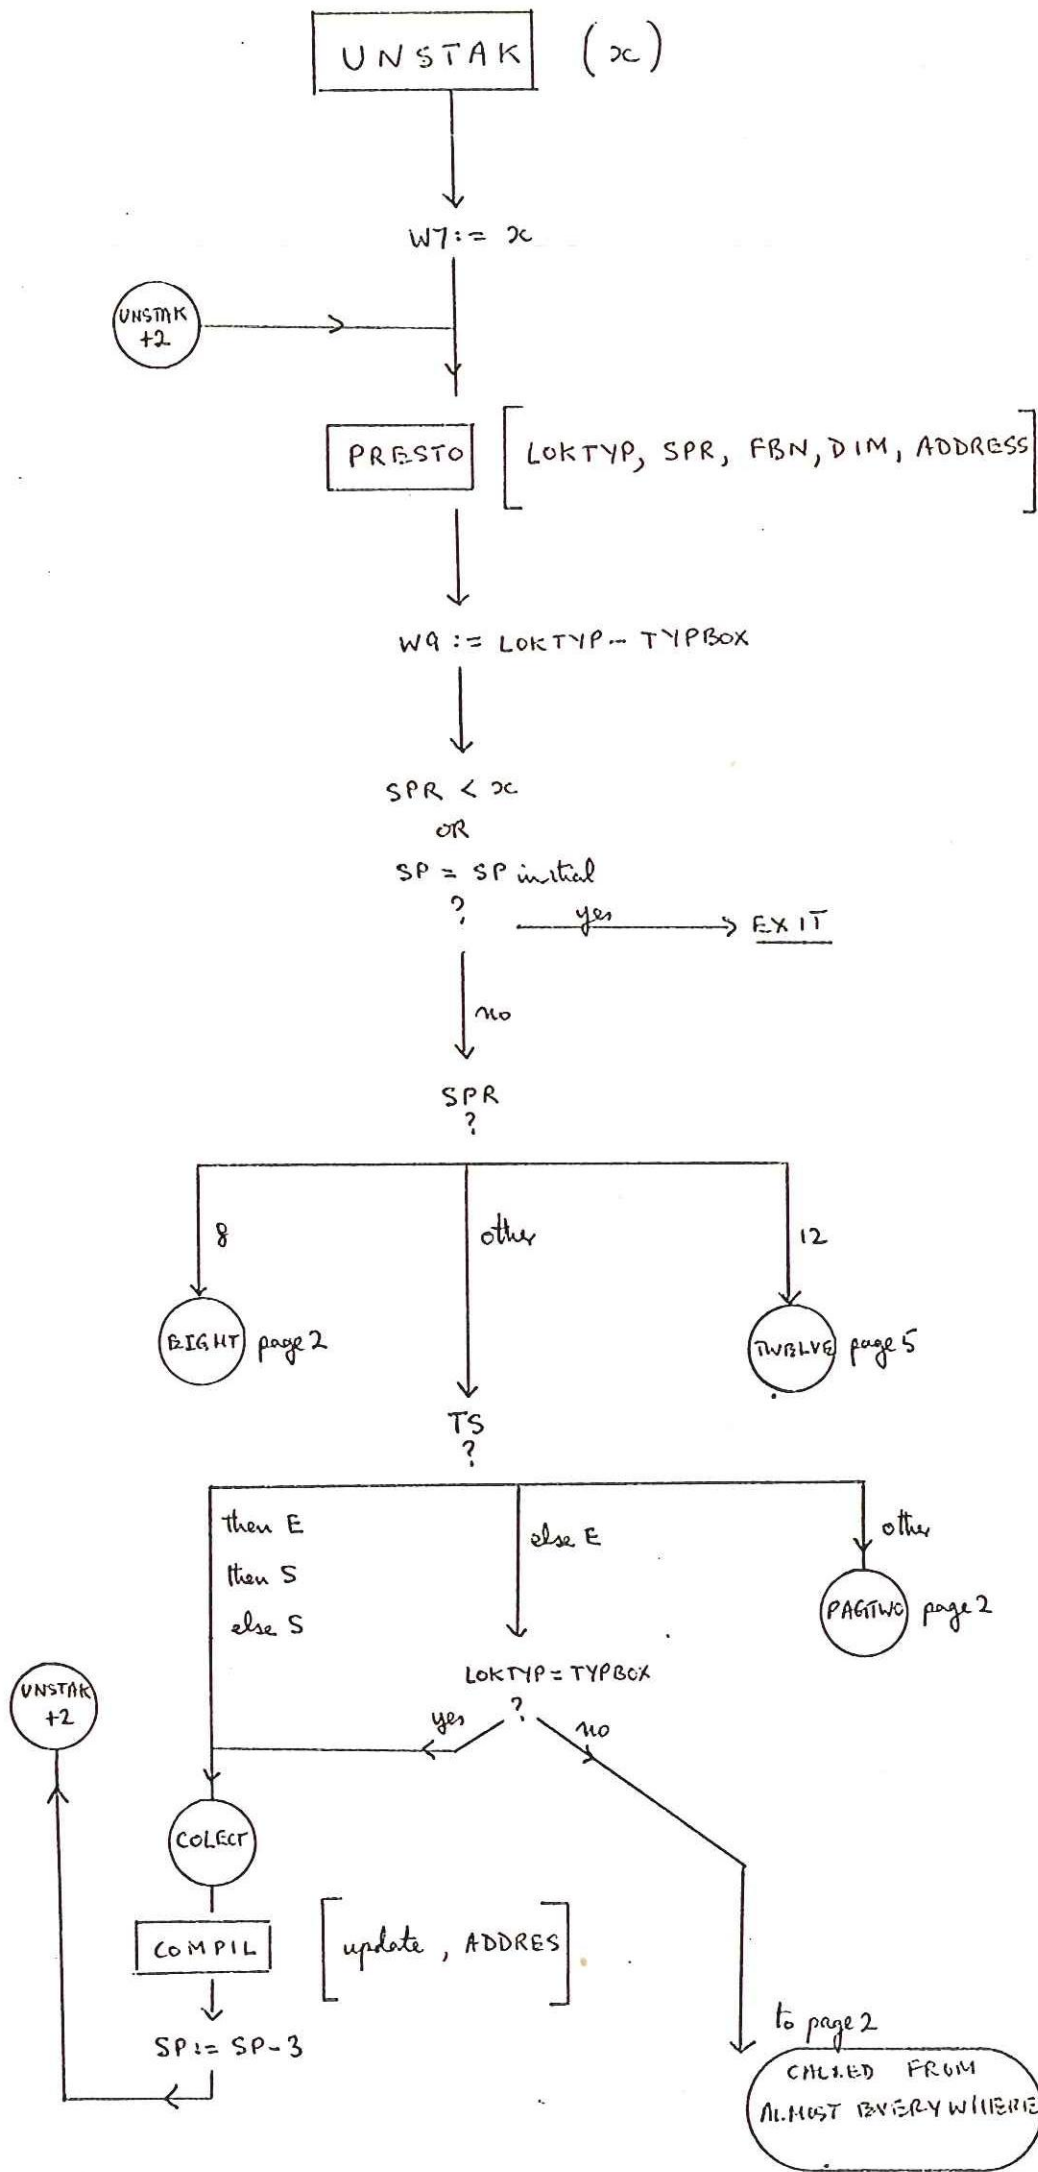 UNSTAK (x)
W7:= x
UNSTAK
+2
PRESTO [LOKTYP, SPR, FBN, DIM, ADDRESS]
W9 := LOKTYP - TYPBOX
SPR < x
OR
SP = SP initial
?
yes
EXIT
no
SPR
?
8
other
12
EIGHT page 2
TWELVE page 5
TS
?
then E
then S
else S
else E
other
PAGTWO page 2
LOKTYP = TYPBOX
?
yes
no
UNSTAK
+2
COLECT
COMPIL [update, ADDRES]
SP:= SP-3
to page 2
CALLED FROM
ALMOST EVERYWHERE